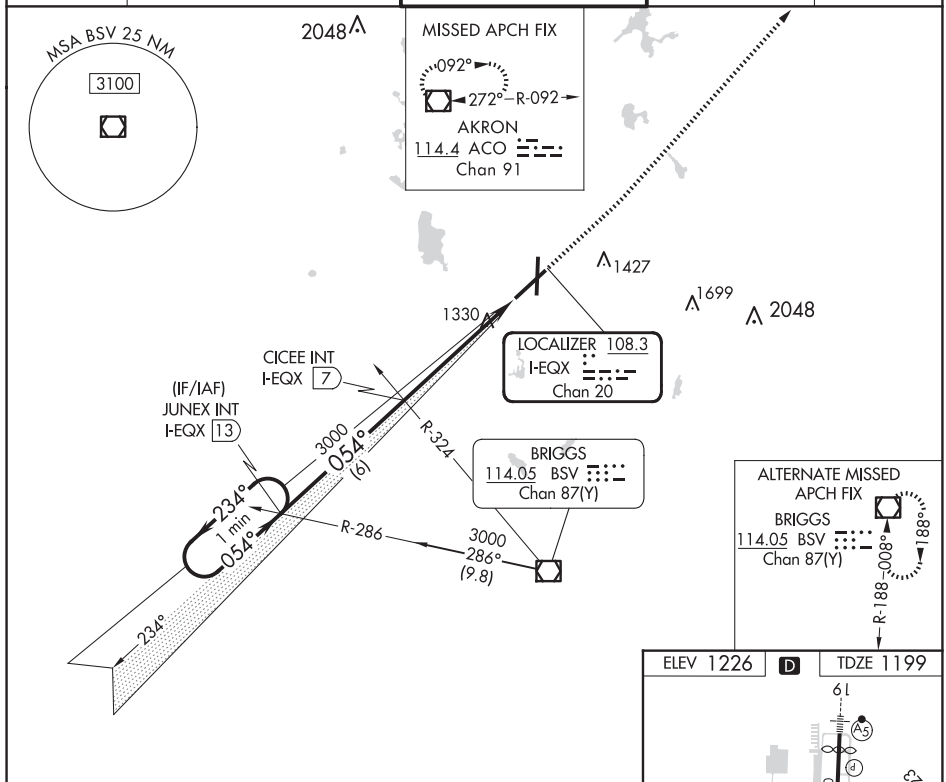 MSA BSV 25 NM
3100
2048
MISSED APCH FIX
092°
272° R-092
AKRON
114.4 ACO
Chan 91
1427
1699
2048
1330
LOCALIZER 108.3
I-EQX
Chan 20
CICEE INT
I-EQX 7
(IF/IAF)
JUNEX INT
I-EQX 13
3000
054°
(6)
R-324
BRIGGS
114.05 BSV
Chan 87(Y)
234°
1 min
054°
R-286
3000
286°
(9.8)
234°
ALTERNATE MISSED
APCH FIX
BRIGGS
114.05 BSV
Chan 87(Y)
188°
R-188-008°
ELEV 1226 D TDZE 1199
19
A5
P